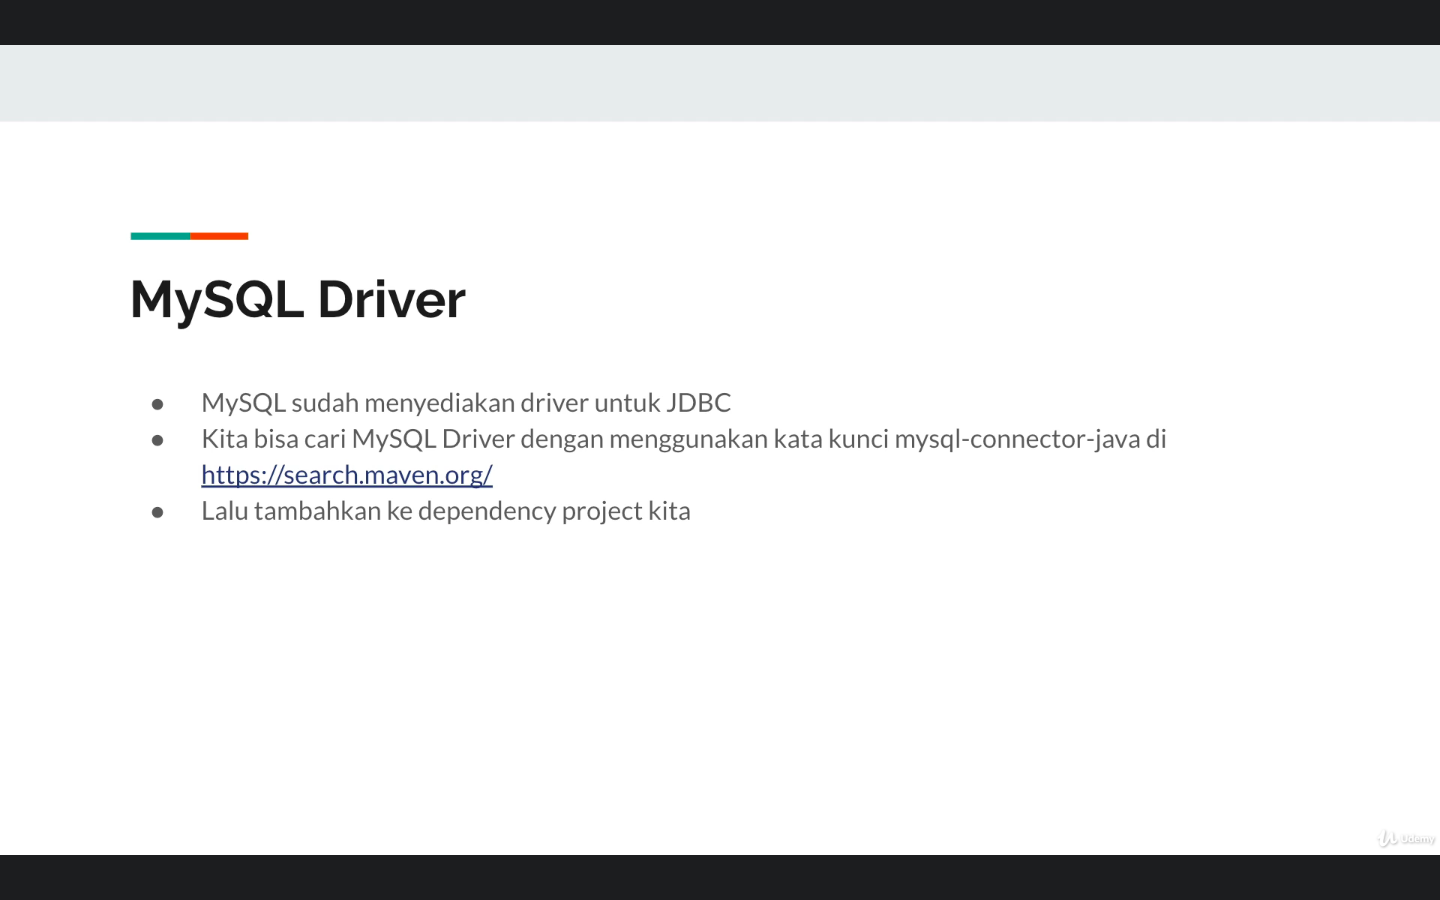 MySQL Driver
● MySQL sudah menyediakan driver untuk JDBC
● Kita bisa cari MySQL Driver dengan menggunakan kata kunci mysql-connector-java di
https://search.maven.org/
● Lalu tambahkan ke dependency project kita
Udemy